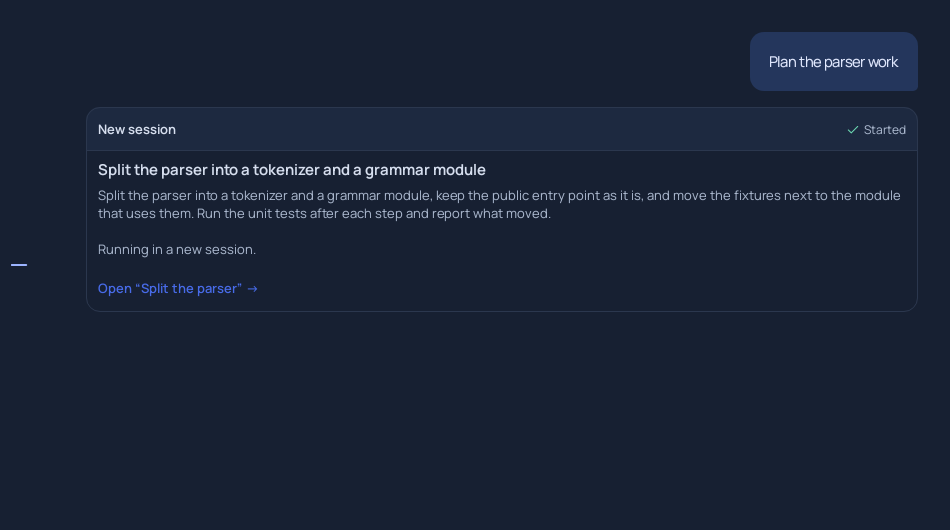 Plan the parser work
New session
Started
Split the parser into a tokenizer and a grammar module
Split the parser into a tokenizer and a grammar module, keep the public entry point as it is, and move the fixtures next to the module
that uses them. Run the unit tests after each step and report what moved.
Running in a new session.
Open “Split the parser” →